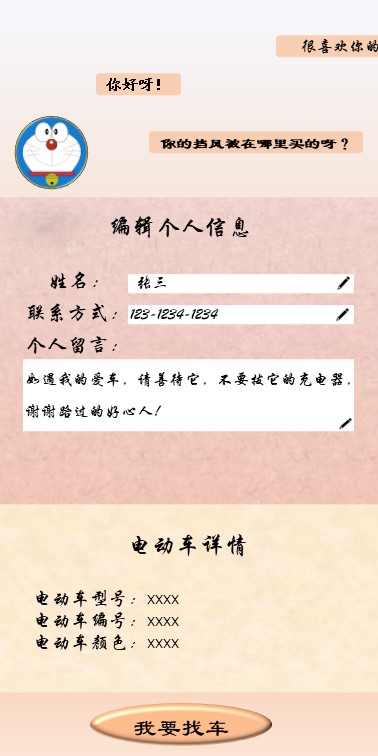 很喜欢你的
你好呀！
你的挡风被在哪里买的呀？
编辑个人信息
姓名： 张三
联系方式：123-1234-1234
个人留言：
如遇我的爱车，请善待它，不要拔它的充电器，
谢谢路过的好心人！
电动车详情
电动车型号：XXXX
电动车编号：XXXX
电动车颜色：XXXX
我要找车